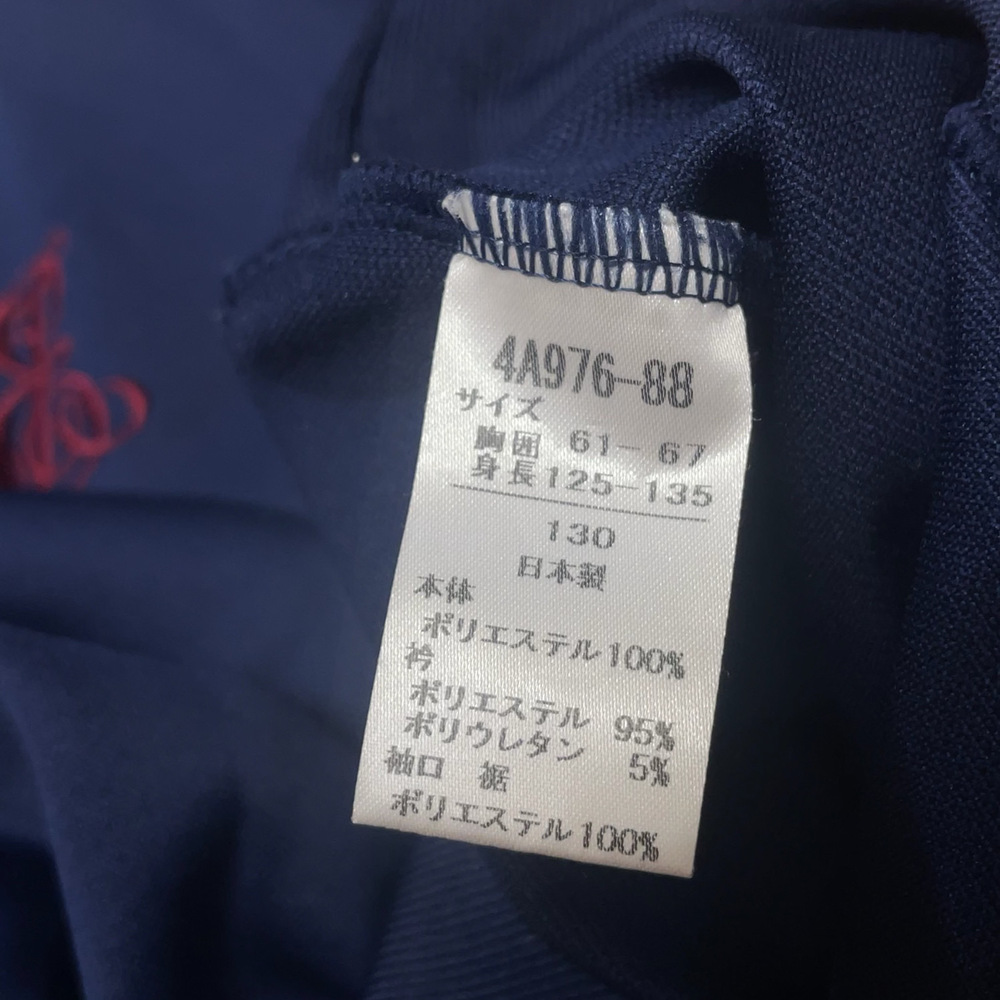 4A976-88
サイズ
胸囲 61- 67
身長125-135
130
日本製
本体
ポリエステル100%
衿
ポリエステル 95%
ポリウレタン 5%
袖口 裾
ポリエステル100%